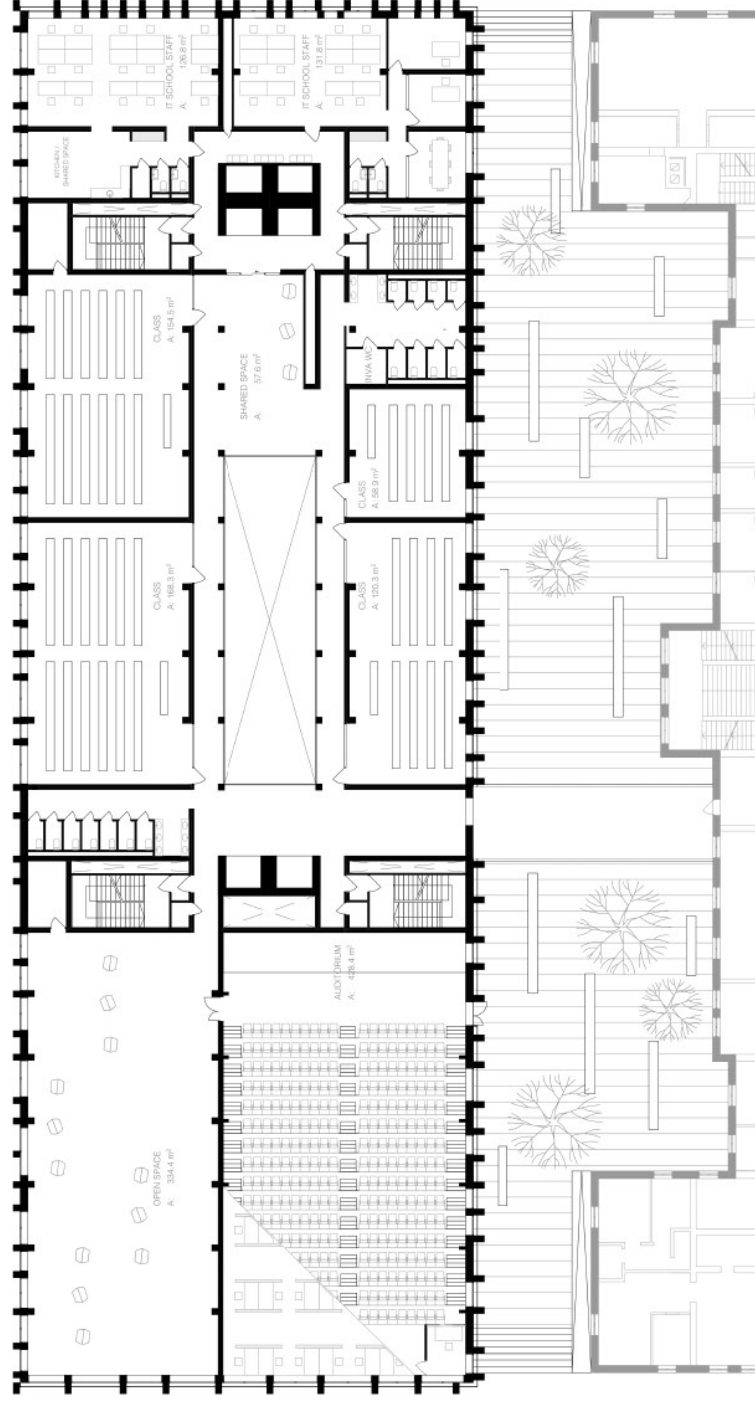 IT SCHOOL STAFF
A: 126.8 m²
IT SCHOOL STAFF
A: 131.8 m²
KITCHEN /
SHARED SPACE
CLASS
A: 154.5 m²
SHARED SPACE
A: 57.6 m²
INVA WC
CLASS
A: 58.9 m²
CLASS
A: 168.3 m²
CLASS
A: 120.3 m²
AUDITORIUM
A: 428.4 m²
OPEN SPACE
A: 334.4 m²